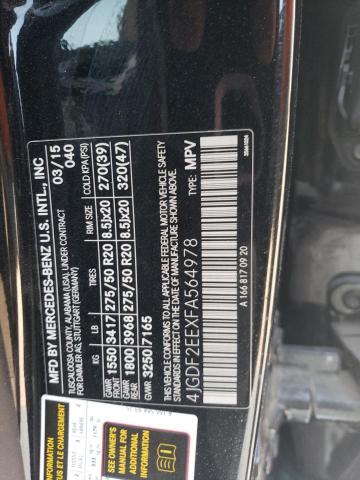 MFD BY MERCEDES-BENZ U.S. INTL., INC
TUSCALOOSA COUNTY, ALABAMA (USA), UNDER CONTRACT 03/15
FOR DAIMLER AG, STUTTGART (GERMANY) 040
KG LB TIRES RIM SIZE COLD KPA (PSI)
GAWR 1550 3417 275/50 R20 8.5Jx20 270(39)
GAWR 1800 3968 275/50 R20 8.5Jx20 320(47)
GVWR 3250 7165
THIS VEHICLE CONFORMS TO ALL APPLICABLE FEDERAL MOTOR VEHICLE SAFETY
STANDARDS IN EFFECT ON THE DATE OF MANUFACTURE SHOWN ABOVE.
4JGDF2EEXFA564978 TYPE: MPV
A 166 817 09 20
SEE OWNER'S
MANUAL FOR
ADDITIONAL
INFORMATION